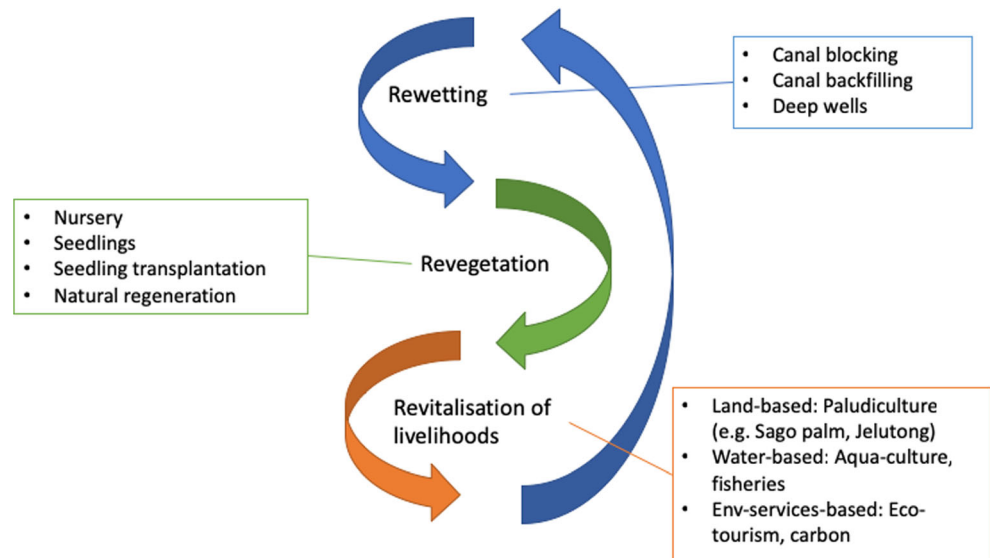 Rewetting
• Canal blocking
• Canal backfilling
• Deep wells
• Nursery
• Seedlings
• Seedling transplantation
• Natural regeneration
Revegetation
Revitalisation of
livelihoods
• Land-based: Paludiculture
(e.g. Sago palm, Jelutong)
• Water-based: Aqua-culture,
fisheries
• Env-services-based: Eco-
tourism, carbon